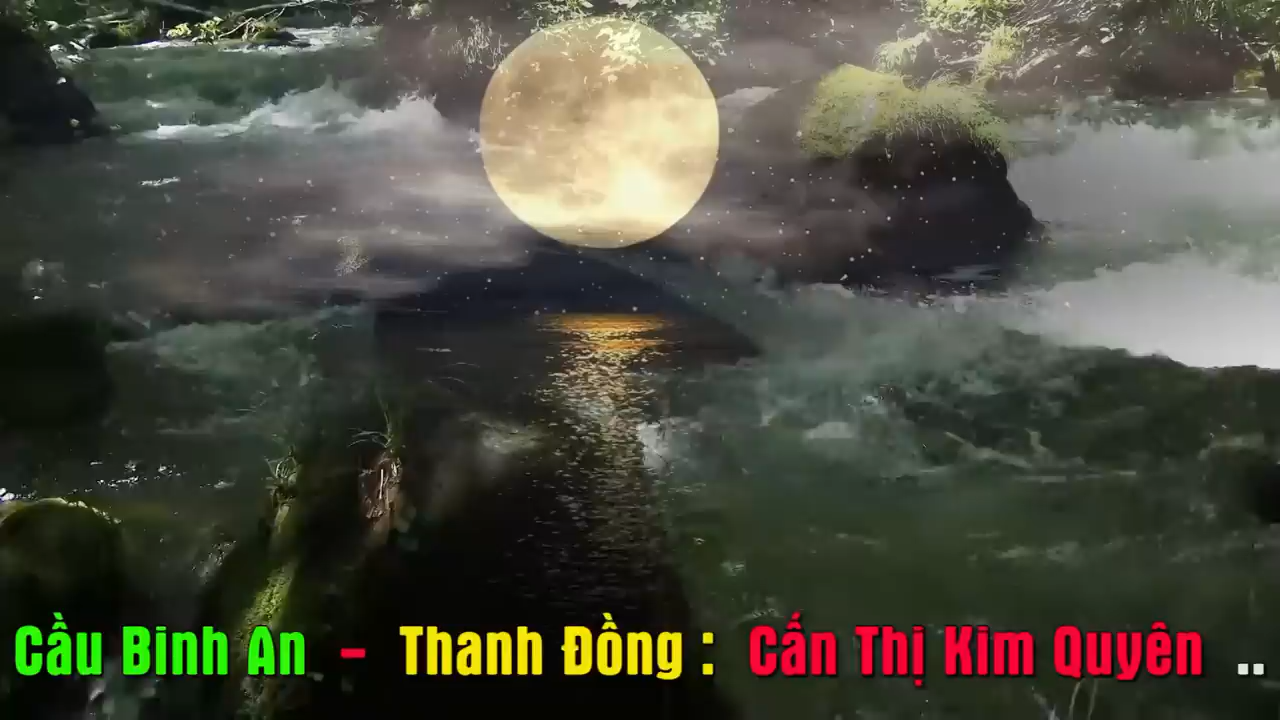 Cầu Bình An - Thanh Đồng : Cấn Thị Kim Quyên ..